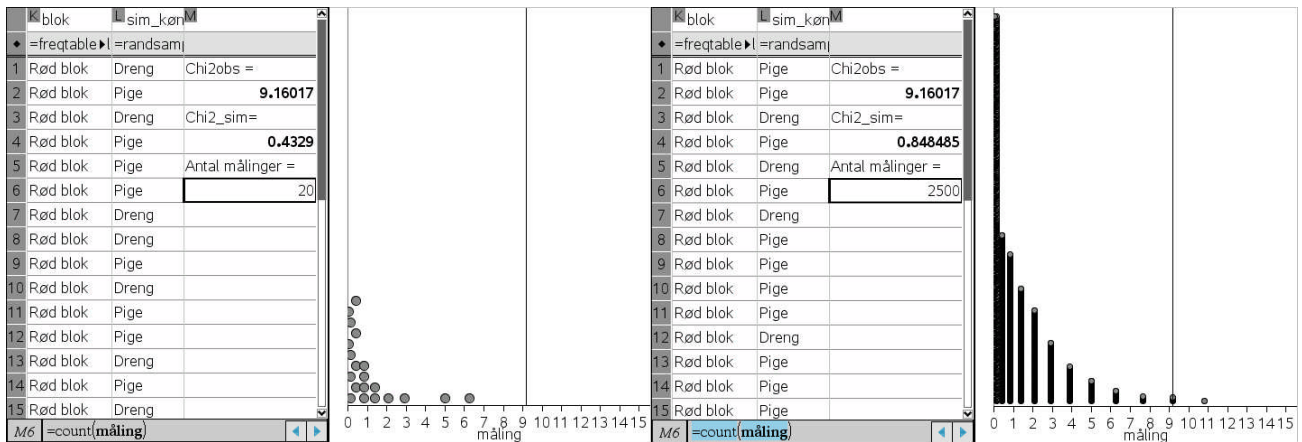 K blok L sim_køn M
◆ =freqtable▸l =randsam
1 Rød blok Dreng Chi2obs =
2 Rød blok Pige 9.16017
3 Rød blok Dreng Chi2_sim=
4 Rød blok Pige 0.4329
5 Rød blok Pige Antal målinger =
6 Rød blok Pige 20
7 Rød blok Dreng
8 Rød blok Dreng
9 Rød blok Pige
10 Rød blok Dreng
11 Rød blok Pige
12 Rød blok Pige
13 Rød blok Dreng
14 Rød blok Pige
15 Rød blok Dreng
M6 =count(måling)
0 1 2 3 4 5 6 7 8 9 10 11 12 13 14 15
måling
K blok L sim_køn M
◆ =freqtable▸l =randsam
1 Rød blok Pige Chi2obs =
2 Rød blok Pige 9.16017
3 Rød blok Dreng Chi2_sim=
4 Rød blok Pige 0.848485
5 Rød blok Dreng Antal målinger =
6 Rød blok Pige 2500
7 Rød blok Dreng
8 Rød blok Pige
9 Rød blok Pige
10 Rød blok Pige
11 Rød blok Pige
12 Rød blok Dreng
13 Rød blok Pige
14 Rød blok Pige
15 Rød blok Pige
M6 =count(måling)
0 1 2 3 4 5 6 7 8 9 10 11 12 13 14 15
måling